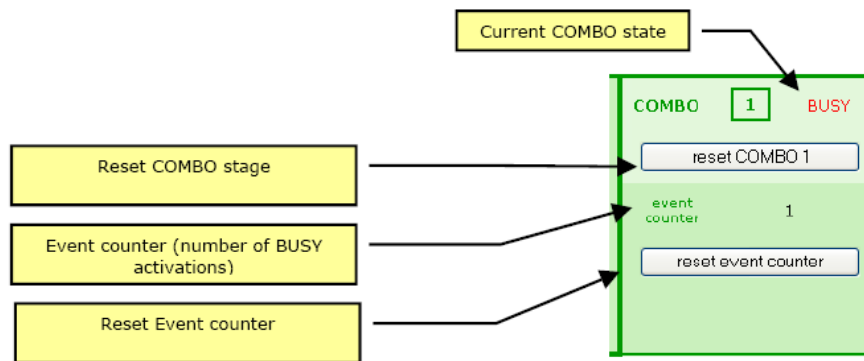 Current COMBO state
COMBO 1 BUSY
Reset COMBO stage
reset COMBO 1
Event counter (number of BUSY
activations)
event
counter
1
Reset Event counter
reset event counter